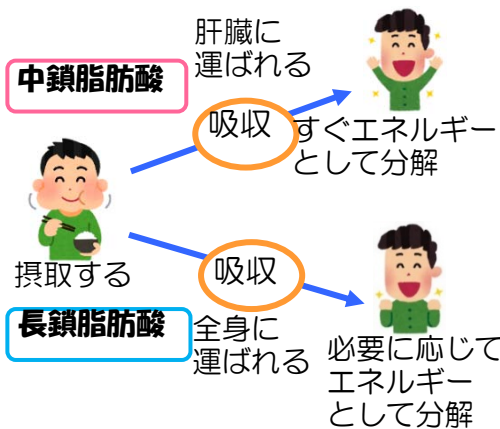 中鎖脂肪酸
肝臓に
運ばれる
吸収
すぐエネルギー
として分解
摂取する
吸収
長鎖脂肪酸
全身に
運ばれる
必要に応じて
エネルギー
として分解